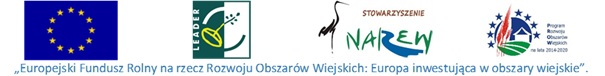 LEADER
STOWARZYSZENIE
NAREW
Program
Rozwoju
Obszarów
Wiejskich
na lata 2014-2020
„Europejski Fundusz Rolny na rzecz Rozwoju Obszarów Wiejskich: Europa inwestująca w obszary wiejskie”.